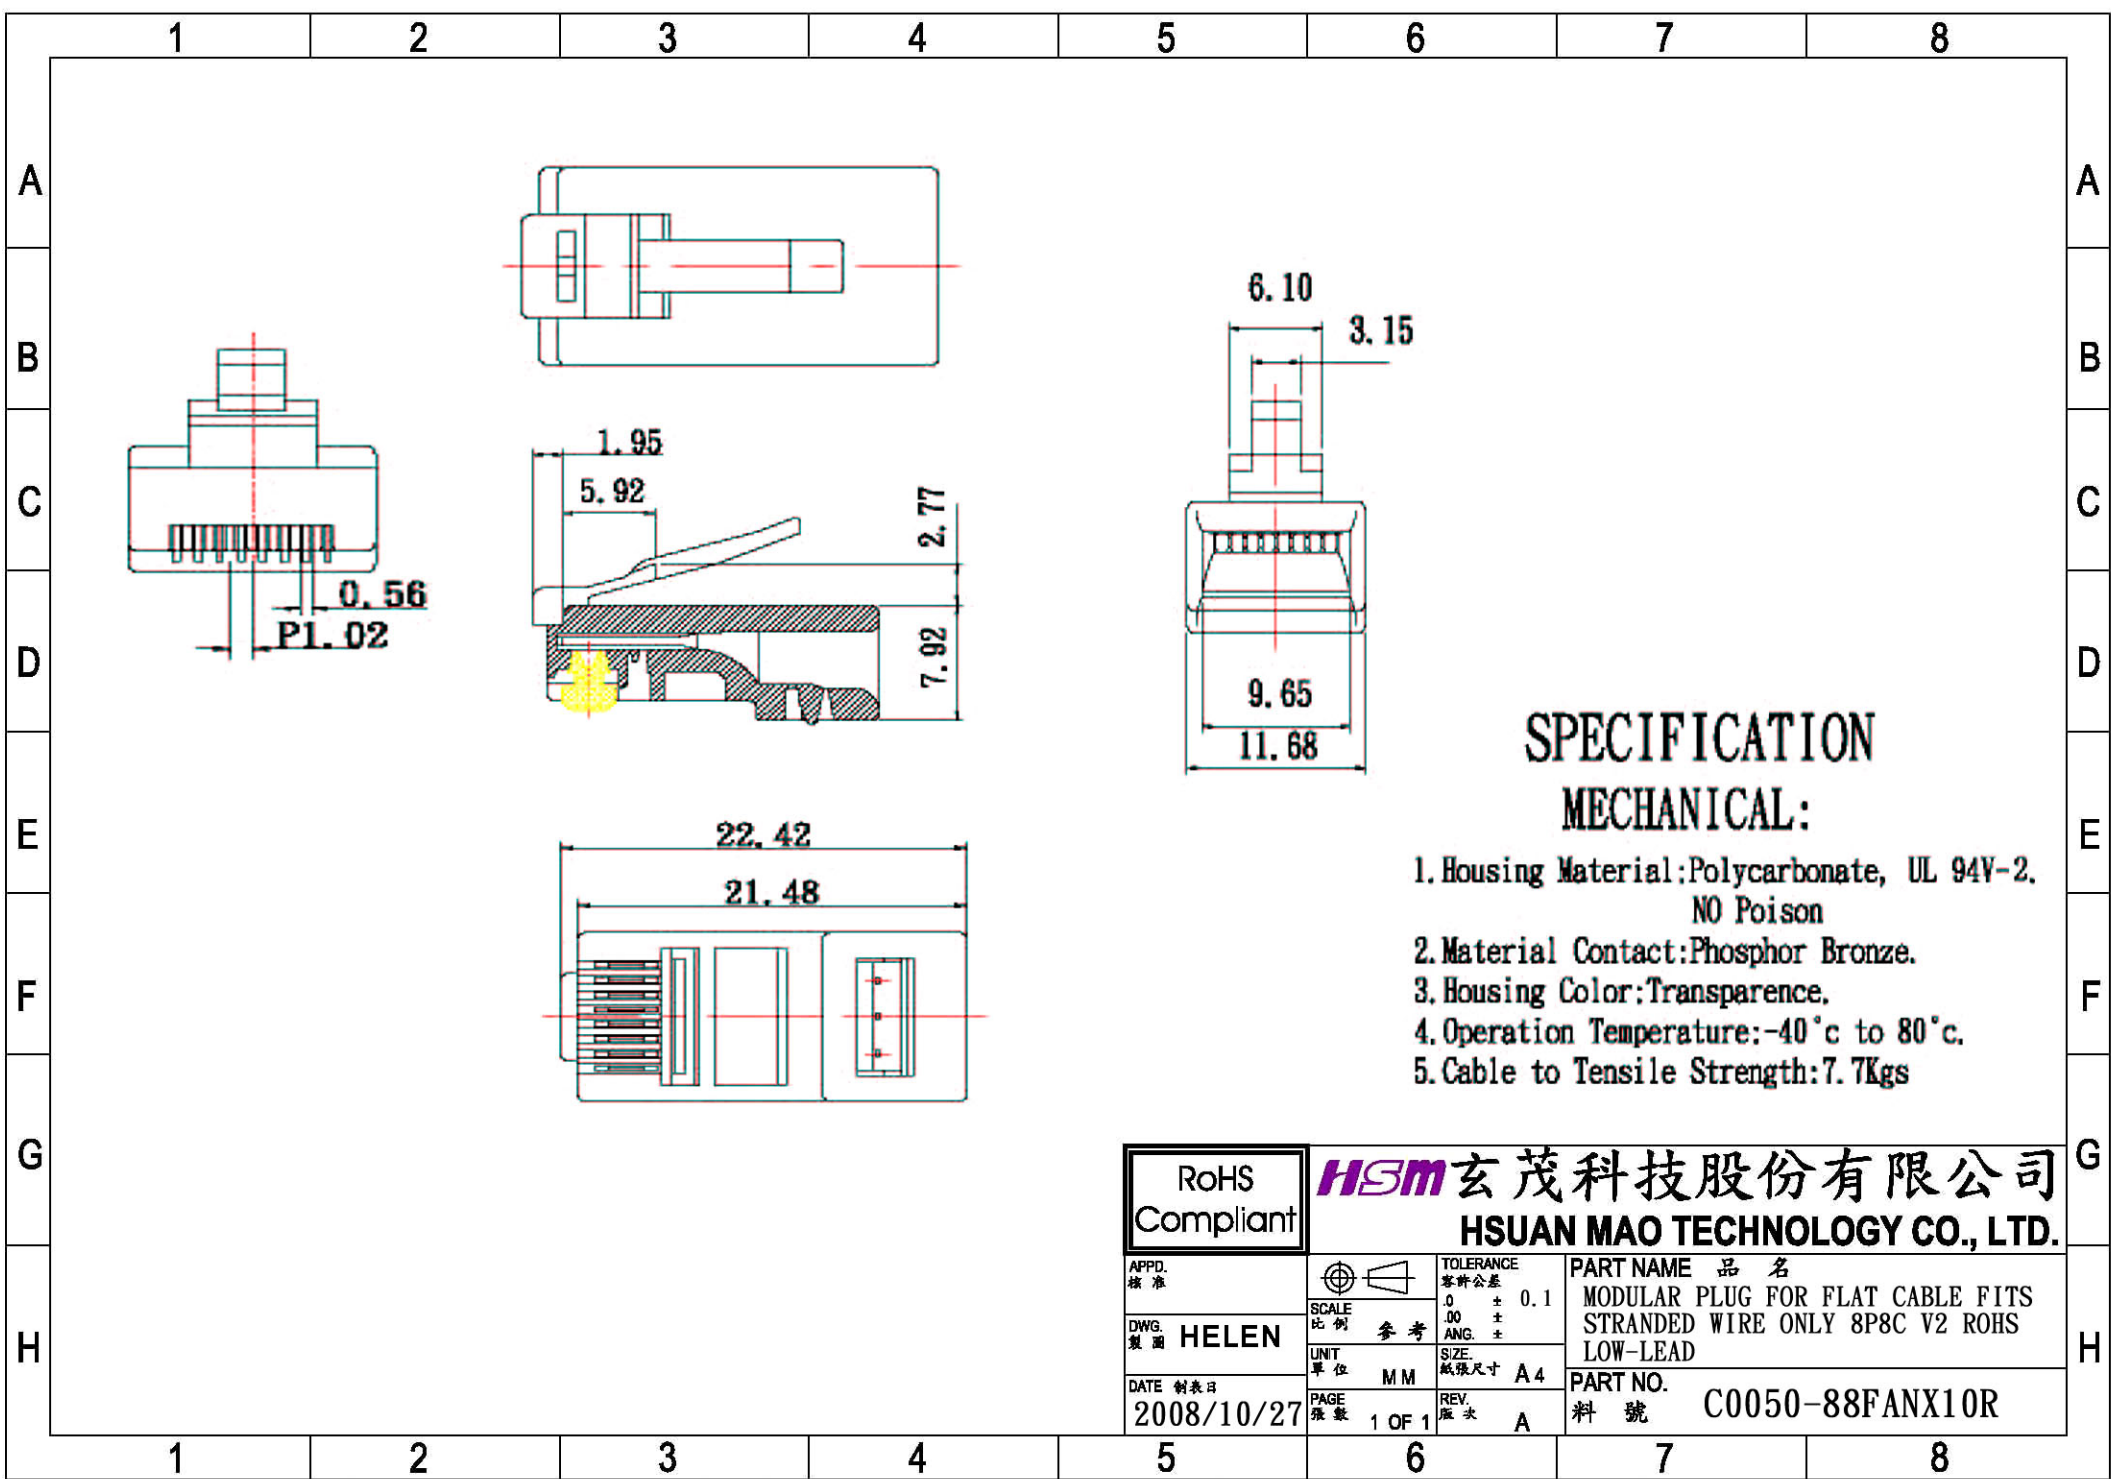 1 2 3 4 5 6 7 8
A A
B B
C C
D D
E E
F F
G G
H H
6.10
3.15
1.95
5.92
2.77
7.92
0.56
P1.02
9.65
11.68
22.42
21.48
SPECIFICATION
MECHANICAL:
1.Housing Material:Polycarbonate, UL 94V-2.
NO Poison
2.Material Contact:Phosphor Bronze.
3.Housing Color:Transparence.
4.Operation Temperature:-40°c to 80°c.
5.Cable to Tensile Strength:7.7Kgs
RoHS
Compliant
HSM 玄茂科技股份有限公司
HSUAN MAO TECHNOLOGY CO., LTD.
APPD.
核准
DWG.
製圖 HELEN
DATE 制表日
2008/10/27
SCALE
比例 參考
UNIT
單位 MM
PAGE
張數 1 OF 1
TOLERANCE
容許公差
.0 ± 0.1
.00 ±
ANG. ±
SIZE.
紙張尺寸 A4
REV.
版次 A
PART NAME 品名
MODULAR PLUG FOR FLAT CABLE FITS
STRANDED WIRE ONLY 8P8C V2 ROHS
LOW-LEAD
PART NO.
料號 C0050-88FANX10R
1 2 3 4 5 6 7 8